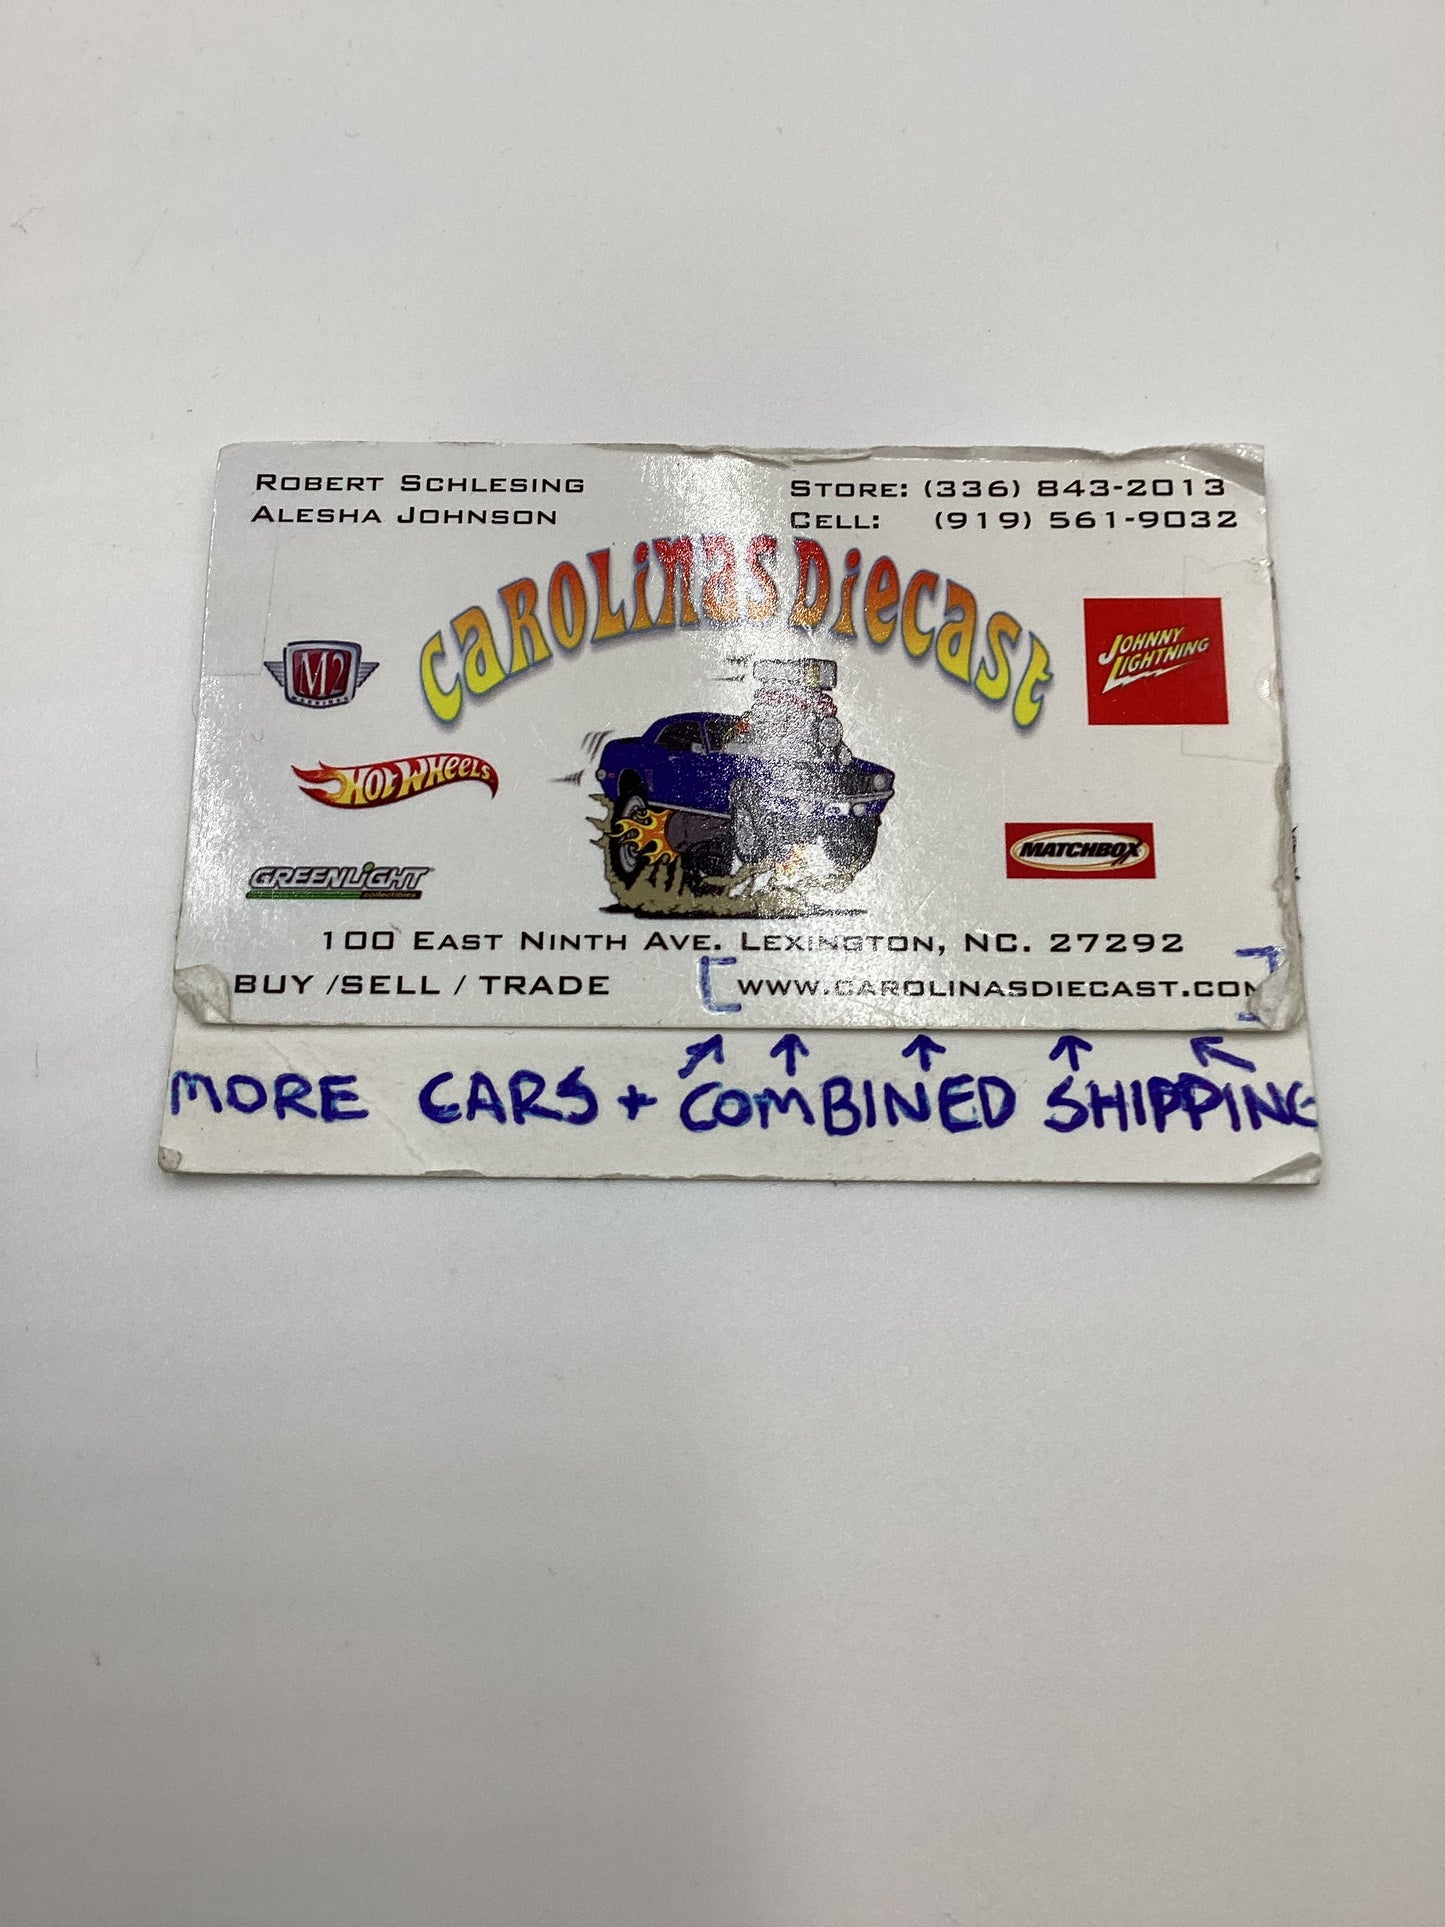 ROBERT SCHLESING
ALESHA JOHNSON
STORE: (336) 843-2013
CELL: (919) 561-9032
CAROLINAS DIECAST
M2
MACHINES
JOHNNY
LIGHTNING
HOT WHEELS
MATCHBOX
GREENLIGHT
collectibles
100 EAST NINTH AVE. LEXINGTON, NC. 27292
BUY /SELL / TRADE
[WWW.CAROLINASDIECAST.COM]
MORE CARS + COMBINED SHIPPING